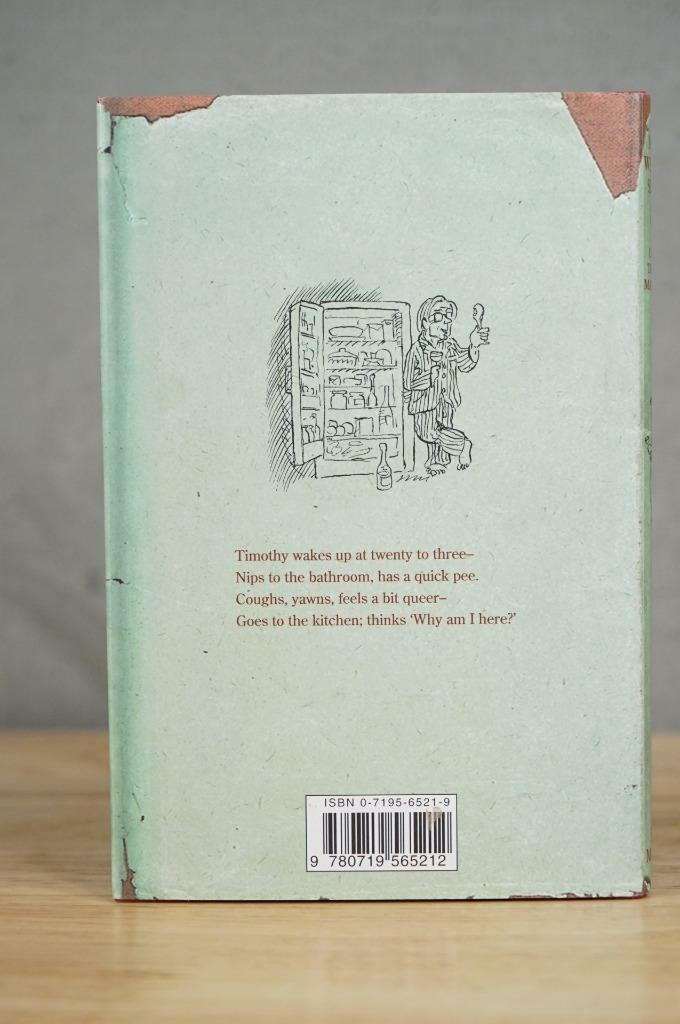 Timothy wakes up at twenty to three–
Nips to the bathroom, has a quick pee.
Coughs, yawns, feels a bit queer–
Goes to the kitchen; thinks ‘Why am I here?’
ISBN 0-7195-6521-9
9 780719 565212